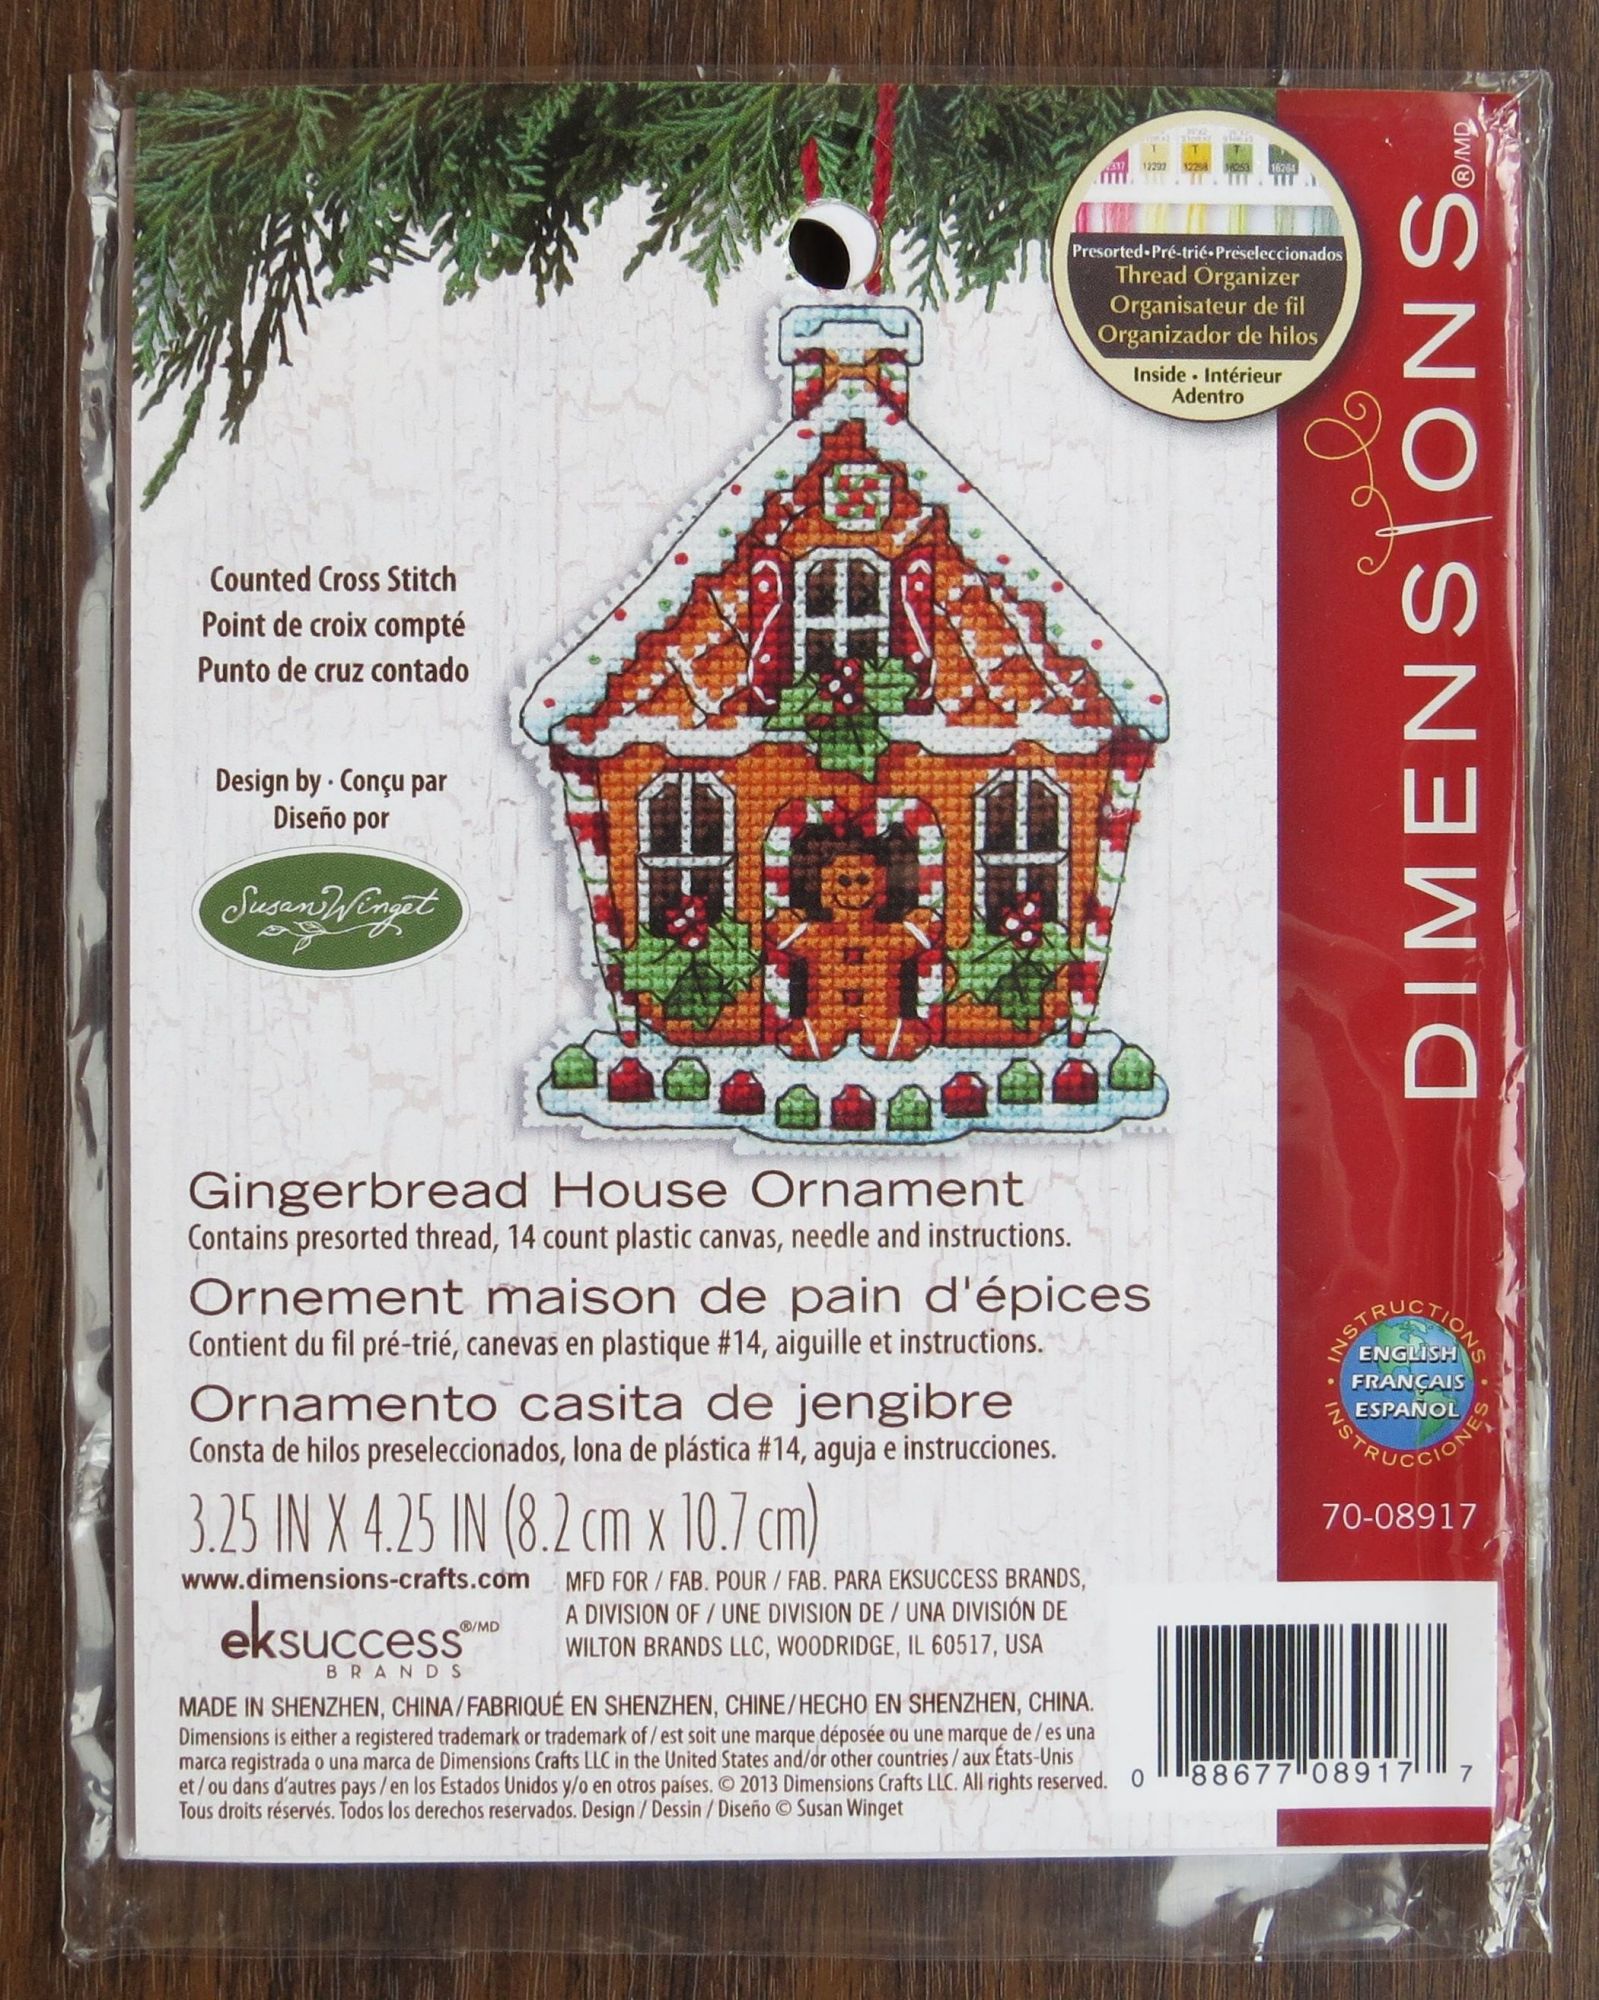 T
T
T
T
12292
12298
16253
16264
Presorted•Pré-trié•Preseleccionados
Thread Organizer
Organisateur de fil
Organizador de hilos
Inside • Intérieur
Adentro
DIMENSIONS®/MD
Counted Cross Stitch
Point de croix compté
Punto de cruz contado
Design by · Conçu par
Diseño por
Susan Winget
Gingerbread House Ornament
Contains presorted thread, 14 count plastic canvas, needle and instructions.
Ornement maison de pain d'épices
Contient du fil pré-trié, canevas en plastique #14, aiguille et instructions.
Ornamento casita de jengibre
Consta de hilos preseleccionados, lona de plástica #14, aguja e instrucciones.
3.25 IN X 4.25 IN (8.2 cm x 10.7 cm)
INSTRUCTIONS
ENGLISH
FRANÇAIS
ESPAÑOL
INSTRUCCIONES
70-08917
www.dimensions-crafts.com
eksuccess®/MD
BRANDS
MFD FOR / FAB. POUR / FAB. PARA EKSUCCESS BRANDS,
A DIVISION OF / UNE DIVISION DE / UNA DIVISIÓN DE
WILTON BRANDS LLC, WOODRIDGE, IL 60517, USA
MADE IN SHENZHEN, CHINA/FABRIQUÉ EN SHENZHEN, CHINE/HECHO EN SHENZHEN, CHINA.
Dimensions is either a registered trademark or trademark of / est soit une marque déposée ou une marque de / es una
marca registrada o una marca de Dimensions Crafts LLC in the United States and/or other countries / aux États-Unis
et / ou dans d'autres pays / en los Estados Unidos y/o en otros países. © 2013 Dimensions Crafts LLC. All rights reserved.
Tous droits réservés. Todos los derechos reservados. Design / Dessin / Diseño © Susan Winget
0 88677 08917 7